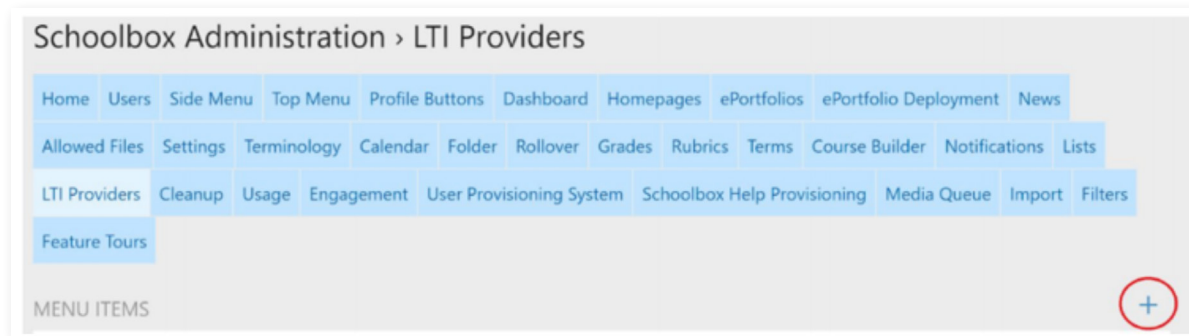 Schoolbox Administration › LTI Providers
Home Users Side Menu Top Menu Profile Buttons Dashboard Homepages ePortfolios ePortfolio Deployment News
Allowed Files Settings Terminology Calendar Folder Rollover Grades Rubrics Terms Course Builder Notifications Lists
LTI Providers Cleanup Usage Engagement User Provisioning System Schoolbox Help Provisioning Media Queue Import Filters
Feature Tours
MENU ITEMS +